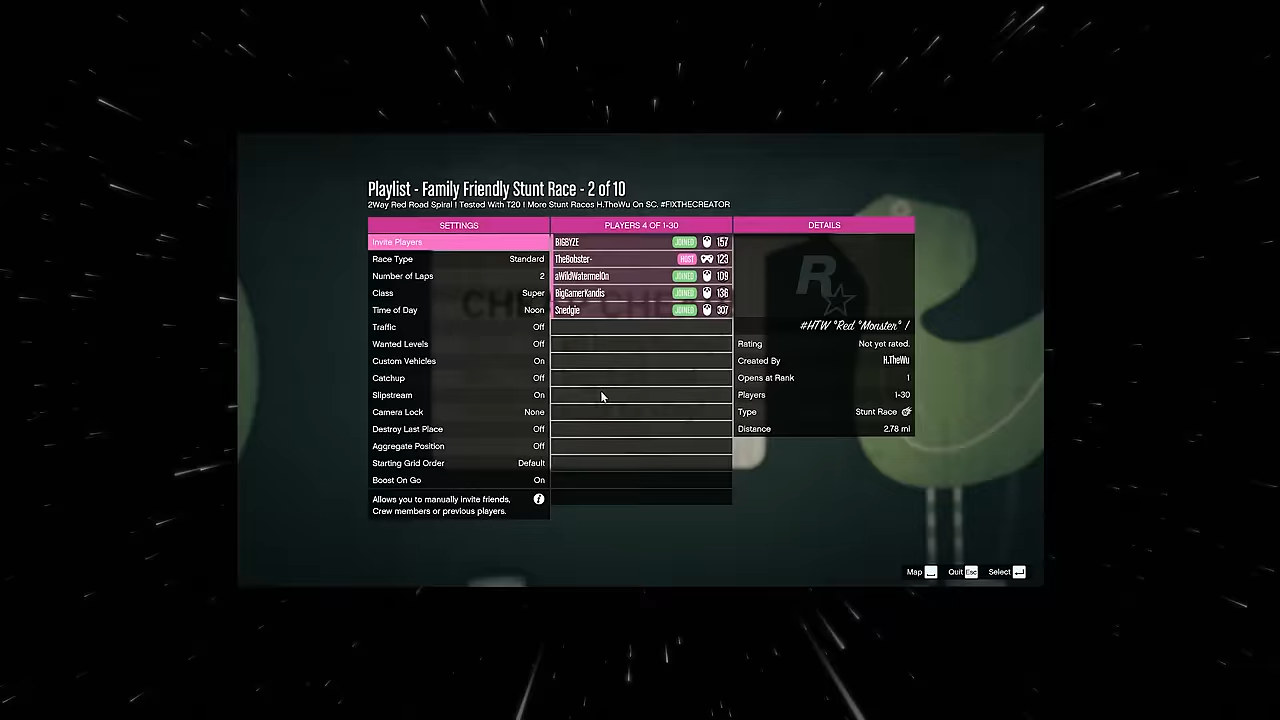 Playlist - Family Friendly Stunt Race - 2 of 10
2Way Red Road Spiral ! Tested With T20 ! More Stunt Races H.TheWu On SC. #FIXTHECREATOR
SETTINGS
Invite Players
Race Type Standard
Number of Laps 2
Class Super
Time of Day Noon
Traffic Off
Wanted Levels Off
Custom Vehicles On
Catchup Off
Slipstream On
Camera Lock None
Destroy Last Place Off
Aggregate Position Off
Starting Grid Order Default
Boost On Go On
Allows you to manually invite friends,
Crew members or previous players.
PLAYERS 4 OF 1-30
BIGBYZE JOINED 157
TheBobster- HOST 123
aWildWatermel0n JOINED 109
BigGamerKandis JOINED 136
Snedgie JOINED 307
DETAILS
R
#HTW *Red *Monster* !
Rating Not yet rated.
Created By H.TheWu
Opens at Rank 1
Players 1-30
Type Stunt Race
Distance 2.78 mi
Map Quit Esc Select